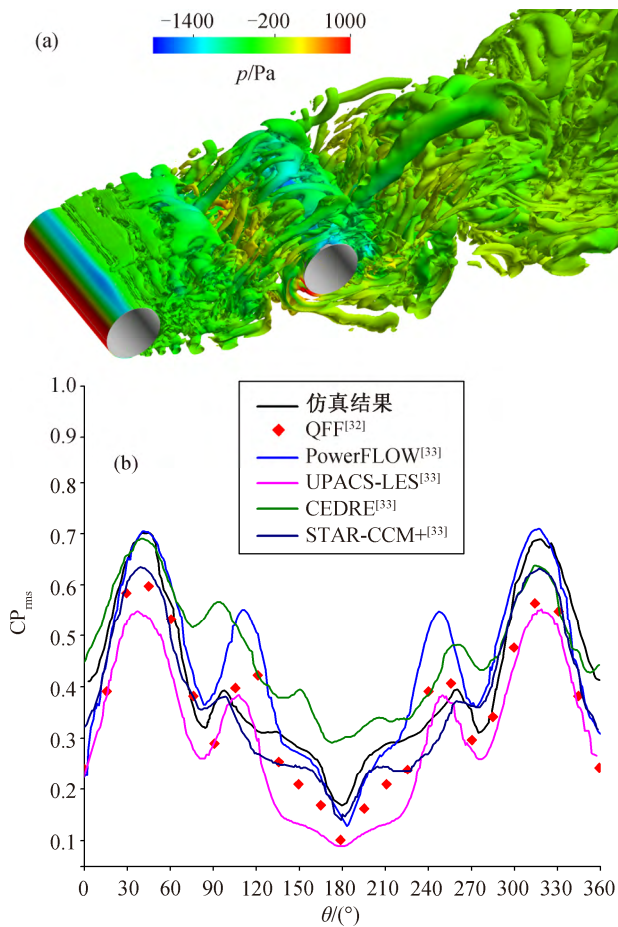 (a)
−1400 −200 1000
p/Pa
(b)
仿真结果
QFF[32]
PowerFLOW[33]
UPACS-LES[33]
CEDRE[33]
STAR-CCM+[33]
CPrms
1.0
0.9
0.8
0.7
0.6
0.5
0.4
0.3
0.2
0.1
0 30 60 90 120 150 180 210 240 270 300 330 360
θ/(°)